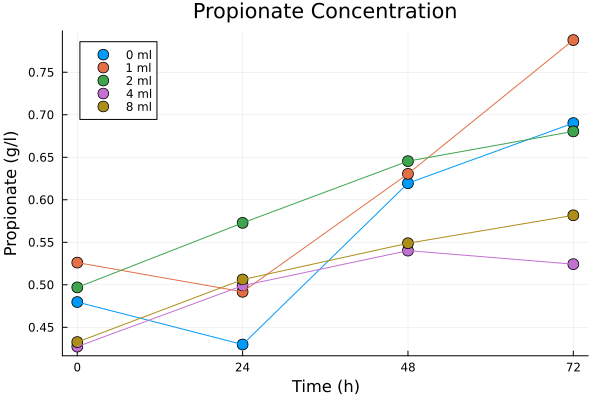 Propionate Concentration
0 ml
1 ml
2 ml
4 ml
8 ml
Propionate (g/l)
0.75
0.70
0.65
0.60
0.55
0.50
0.45
0
24
48
72
Time (h)